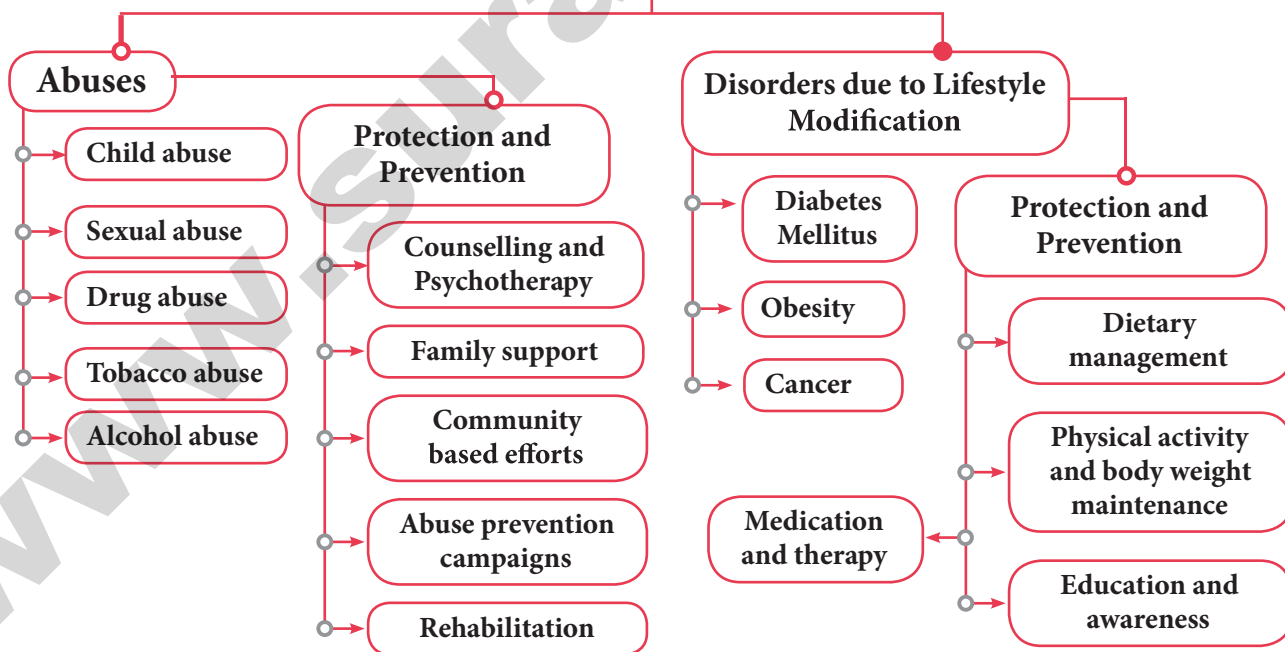 Abuses
Child abuse
Sexual abuse
Drug abuse
Tobacco abuse
Alcohol abuse
Protection and
Prevention
Counselling and
Psychotherapy
Family support
Community
based efforts
Abuse prevention
campaigns
Rehabilitation
Disorders due to Lifestyle
Modification
Diabetes
Mellitus
Obesity
Cancer
Protection and
Prevention
Dietary
management
Physical activity
and body weight
maintenance
Medication
and therapy
Education and
awareness
www.sura